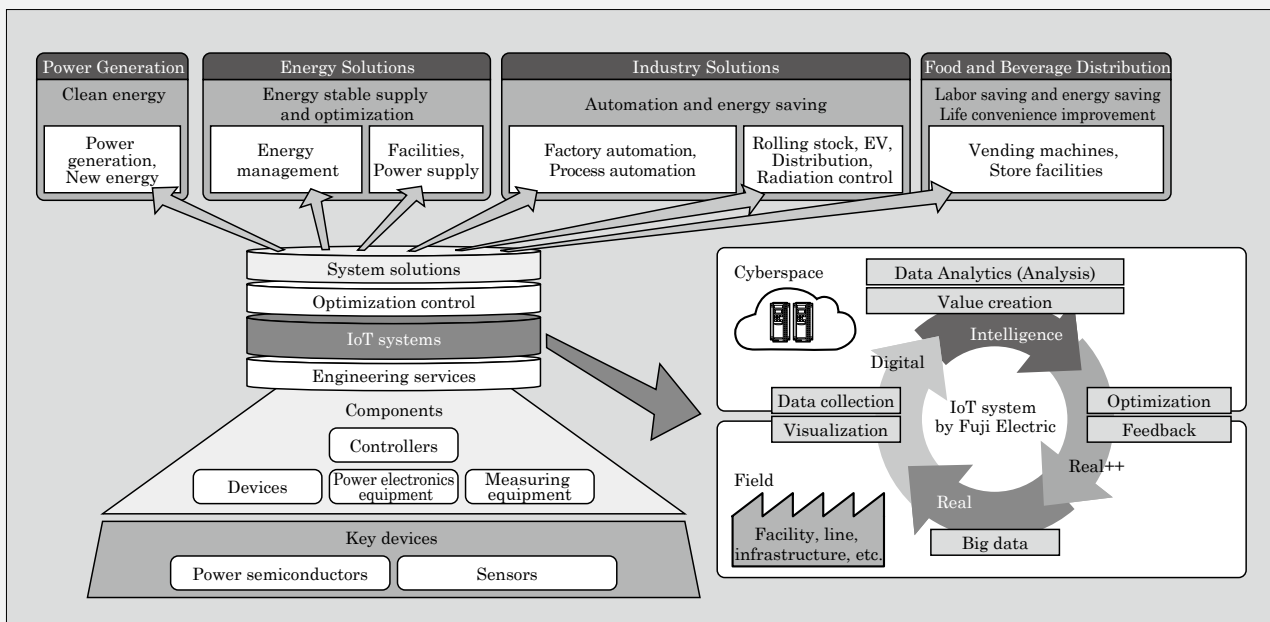 Power Generation
Clean energy
Power
generation,
New energy
Energy Solutions
Energy stable supply
and optimization
Energy
management
Facilities,
Power supply
Industry Solutions
Automation and energy saving
Factory automation,
Process automation
Rolling stock, EV,
Distribution,
Radiation control
Food and Beverage Distribution
Labor saving and energy saving
Life convenience improvement
Vending machines,
Store facilities
System solutions
Optimization control
IoT systems
Engineering services
Components
Controllers
Devices
Power electronics
equipment
Measuring
equipment
Key devices
Power semiconductors
Sensors
Cyberspace
Data Analytics (Analysis)
Value creation
Intelligence
Digital
Data collection
Visualization
IoT system
by Fuji Electric
Optimization
Feedback
Real++
Real
Big data
Field
Facility, line,
infrastructure, etc.